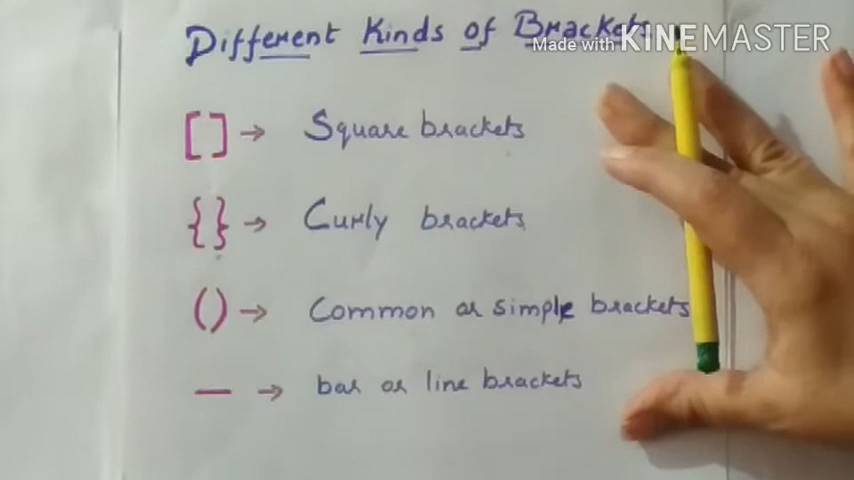 Different Kinds of Brackets
Made with KINEMASTER
[ ] → Square brackets
{ } → Curly brackets
( ) → Common or simple brackets
— → bar or line brackets